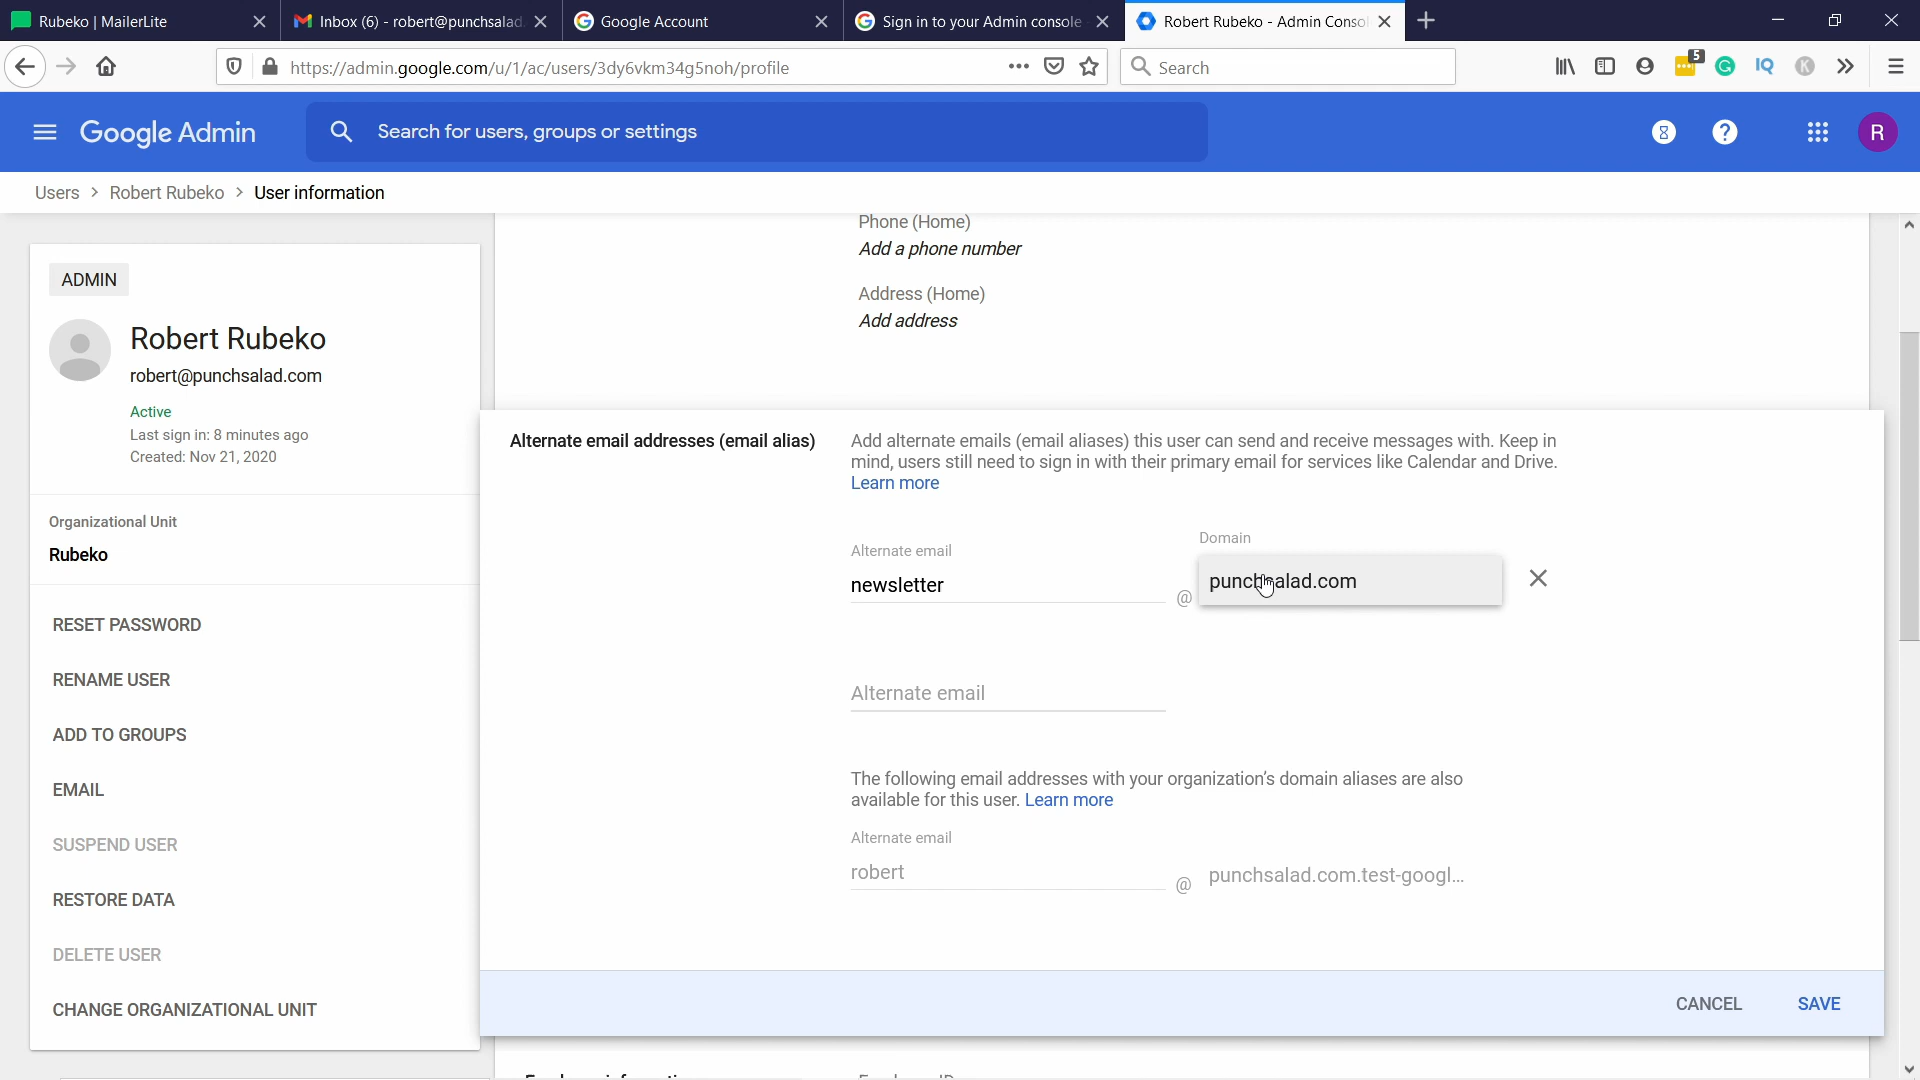 Rubeko | MailerLite
Inbox (6) - robert@punchsalad.
Google Account
Sign in to your Admin console
Robert Rubeko - Admin Consol
https://admin.google.com/u/1/ac/users/3dy6vkm34g5noh/profile
Search
5
IQ
K
Google Admin
Search for users, groups or settings
R
Users > Robert Rubeko > User information
ADMIN
Robert Rubeko
robert@punchsalad.com
Active
Last sign in: 8 minutes ago
Created: Nov 21, 2020
Organizational Unit
Rubeko
RESET PASSWORD
RENAME USER
ADD TO GROUPS
EMAIL
SUSPEND USER
RESTORE DATA
DELETE USER
CHANGE ORGANIZATIONAL UNIT
Phone (Home)
Add a phone number
Address (Home)
Add address
Alternate email addresses (email alias)
Add alternate emails (email aliases) this user can send and receive messages with. Keep in
mind, users still need to sign in with their primary email for services like Calendar and Drive.
Learn more
Alternate email
Domain
newsletter
@
punchsalad.com
Alternate email
The following email addresses with your organization's domain aliases are also
available for this user. Learn more
Alternate email
robert
@
punchsalad.com.test-googl...
CANCEL
SAVE